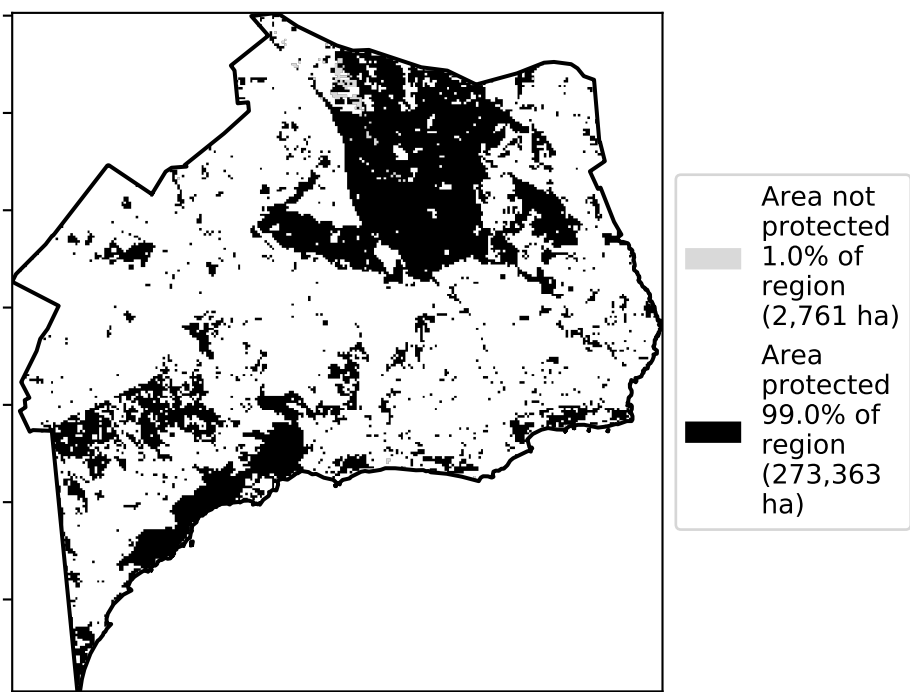 Area not
protected
1.0% of
region
(2,761 ha)
Area
protected
99.0% of
region
(273,363
ha)